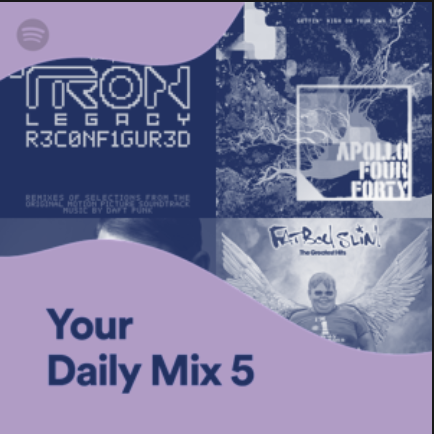 TRON
LEGACY
R3C0NF1GUR3D
REMIXES OF SELECTIONS FROM THE
ORIGINAL MOTION PICTURE SOUNDTRACK
MUSIC BY DAFT PUNK
GETTIN' HIGH ON YOUR OWN SUPPLY
APOLLO
FOUR
FORTY
FATBOY SLIM
The Greatest Hits
Your
Daily Mix 5